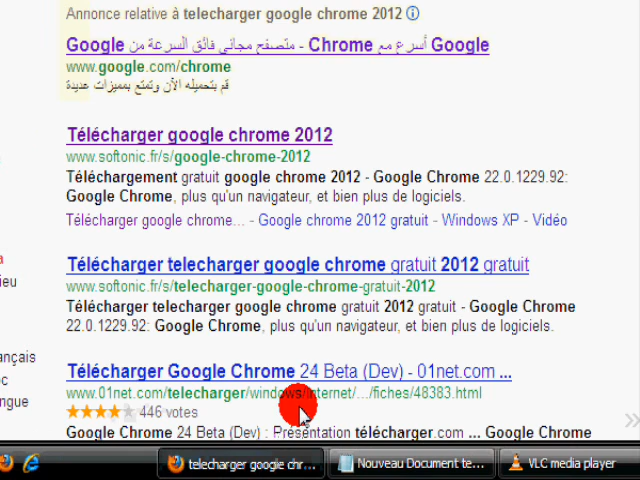 Annonce relative à telecharger google chrome 2012
Google أسرع مع Chrome - متصفح مجاني فائق السرعة من Google
www.google.com/chrome
قم بتحميله الآن وتمتع بمميزات عديدة
Télécharger google chrome 2012
www.softonic.fr/s/google-chrome-2012
Téléchargement gratuit google chrome 2012 - Google Chrome 22.0.1229.92:
Google Chrome, plus qu'un navigateur, et bien plus de logiciels.
Télécharger google chrome... - Google chrome 2012 gratuit - Windows XP - Vidéo
Télécharger telecharger google chrome gratuit 2012 gratuit
www.softonic.fr/s/telecharger-google-chrome-gratuit-2012
Télécharger telecharger google chrome gratuit 2012 gratuit - Google Chrome
22.0.1229.92: Google Chrome, plus qu'un navigateur, et bien plus de logiciels.
Télécharger Google Chrome 24 Beta (Dev) - 01net.com ...
www.01net.com/telecharger/windows/Internet/.../fiches/48383.html
446 votes
Google Chrome 24 Beta (Dev) : Présentation télécharger.com ... Google Chrome
a
ieu
ançais
oc
ngue
telecharger google chr...
Nouveau Document te...
VLC media player